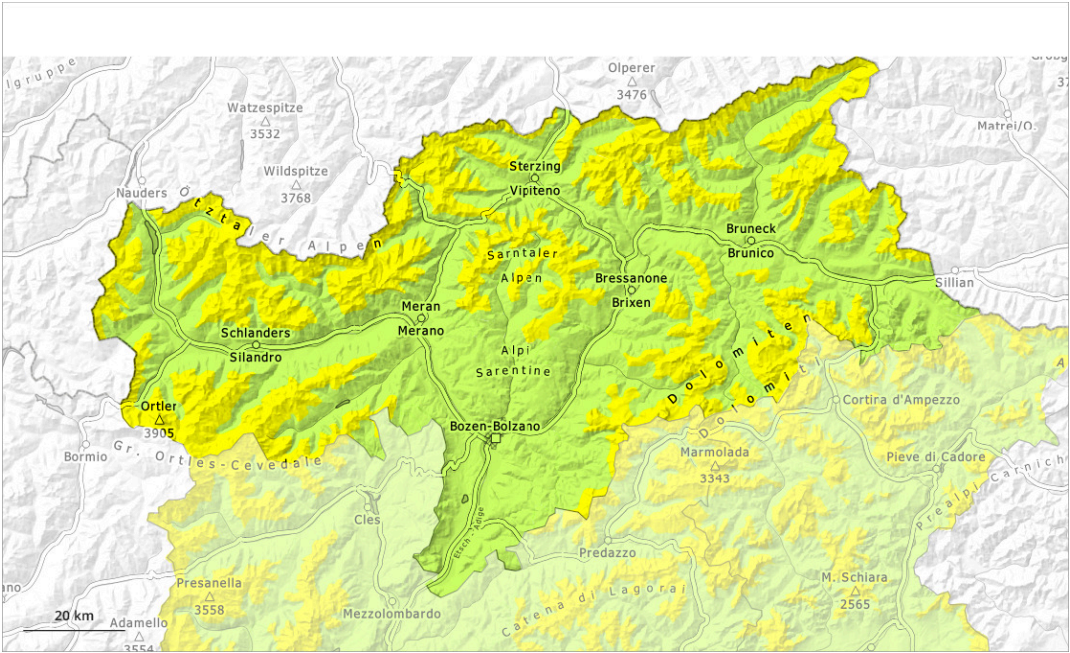 lgruppe
Olperer
3476
Watzespitze
3532
Matrei/O.
Wildspitze
3768
Nauders
Ötztaler Alpen
Sterzing
Vipiteno
Bruneck
Brunico
Sarntaler
Alpen
Bressanone
Brixen
Sillian
Meran
Merano
Schlanders
Silandro
Alpi
Sarentine
Dolomiten
Dolomiti
Ortler
3905
Cortira d'Ampezzo
Bozen-Bolzano
Gr. Ortles-Cevedale
Bormio
Marmolada
3343
Pieve di Cadore
Prealpi Carnich
Cles
Etsch - Adige
Predazzo
Presanella
3558
M. Schiara
2565
Catena di Lagorai
Mezzolombardo
Adamello
3554
20 km